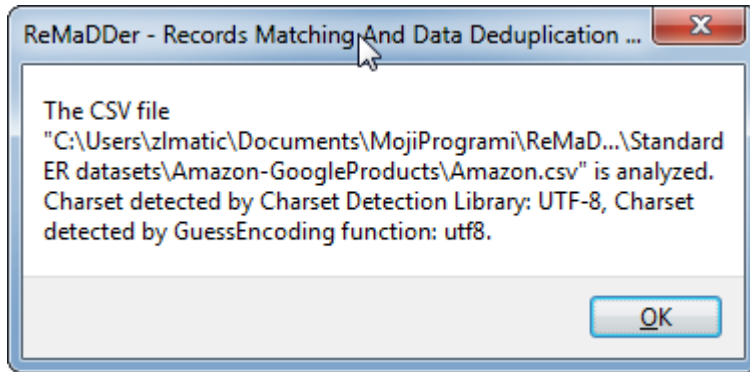 ReMaDDer - Records Matching And Data Deduplication ...
The CSV file
"C:\Users\zlmatic\Documents\MojiProgrami\ReMaD...\Standard
ER datasets\Amazon-GoogleProducts\Amazon.csv" is analyzed.
Charset detected by Charset Detection Library: UTF-8, Charset
detected by GuessEncoding function: utf8.
OK